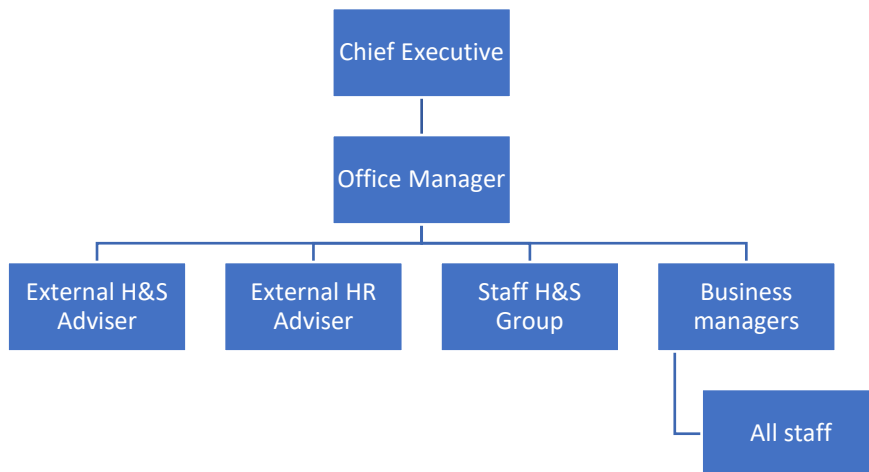 Chief Executive
Office Manager
External H&S
Adviser
External HR
Adviser
Staff H&S
Group
Business
managers
All staff